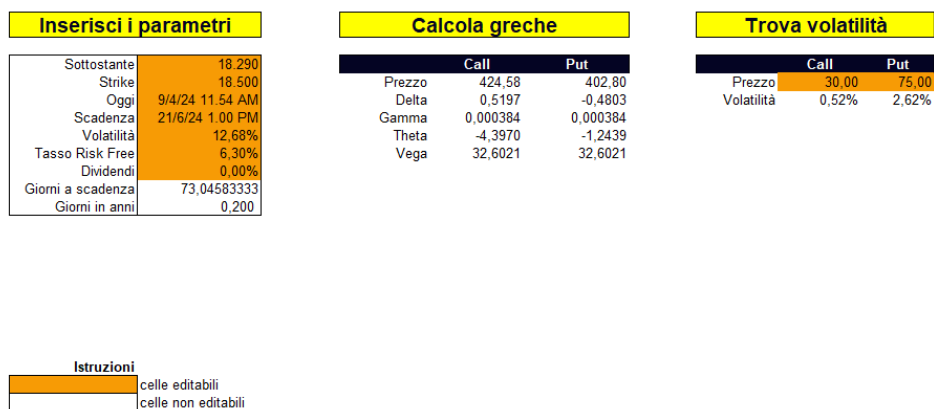 Inserisci i parametri Calcola greche Trova volatilità
Sottostante 18.290 Call Put Call Put
Strike 18.500 Prezzo 424,58 402,80 Prezzo 30,00 75,00
Oggi 9/4/24 11.54 AM Delta 0,5197 -0,4803 Volatilità 0,52% 2,62%
Scadenza 21/6/24 1.00 PM Gamma 0,000384 0,000384
Volatilità 12,68% Theta -4,3970 -1,2439
Tasso Risk Free 6,30% Vega 32,6021 32,6021
Dividendi 0,00%
Giorni a scadenza 73,04583333
Giorni in anni 0,200
Istruzioni
celle editabili
celle non editabili